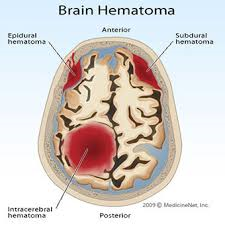 Brain Hematoma
Epidural
hematoma
Anterior
Subdural
hematoma
Intracerebral
hematoma
Posterior
2009 © MedicineNet, Inc.